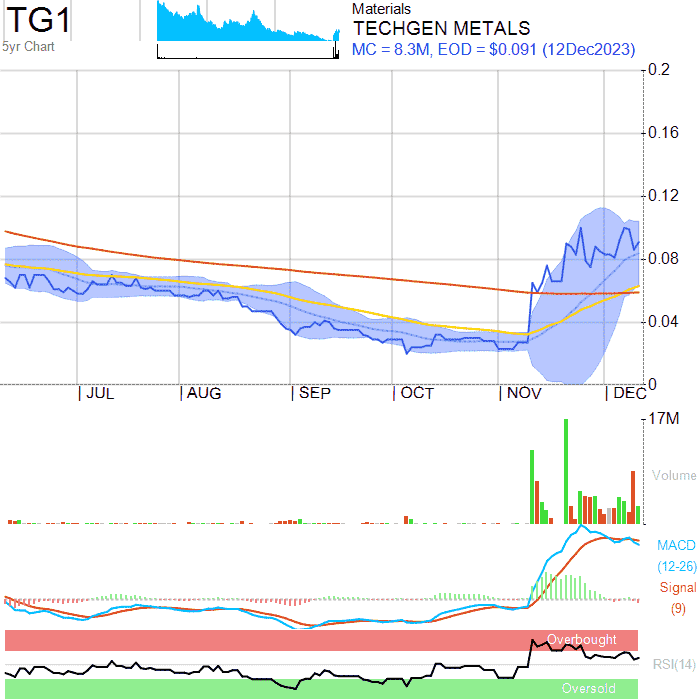 TG1
5yr Chart
Materials
TECHGEN METALS
MC = 8.3M, EOD = $0.091 (12Dec2023)
0.2
0.16
0.12
0.08
0.04
0
JUL AUG SEP OCT NOV DEC
17M
Volume
MACD
(12-26)
Signal
(9)
Overbought
RSI(14)
Oversold